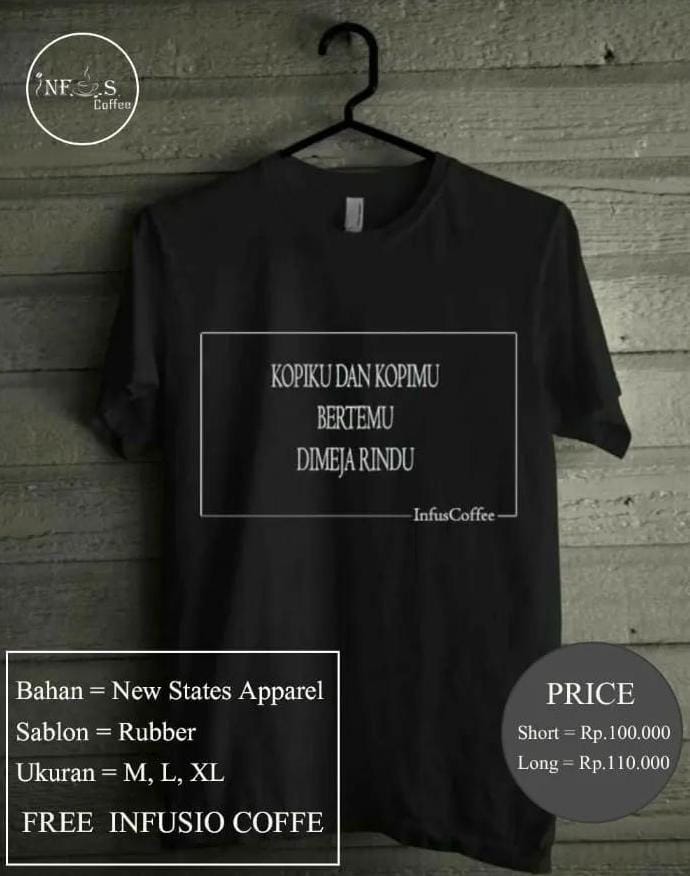 INFUS.
Coffee
KOPIKU DAN KOPIMU
BERTEMU
DIMEJA RINDU
InfusCoffee
Bahan = New States Apparel
Sablon = Rubber
Ukuran = M, L, XL
FREE INFUSIO COFFE
PRICE
Short = Rp.100.000
Long = Rp.110.000